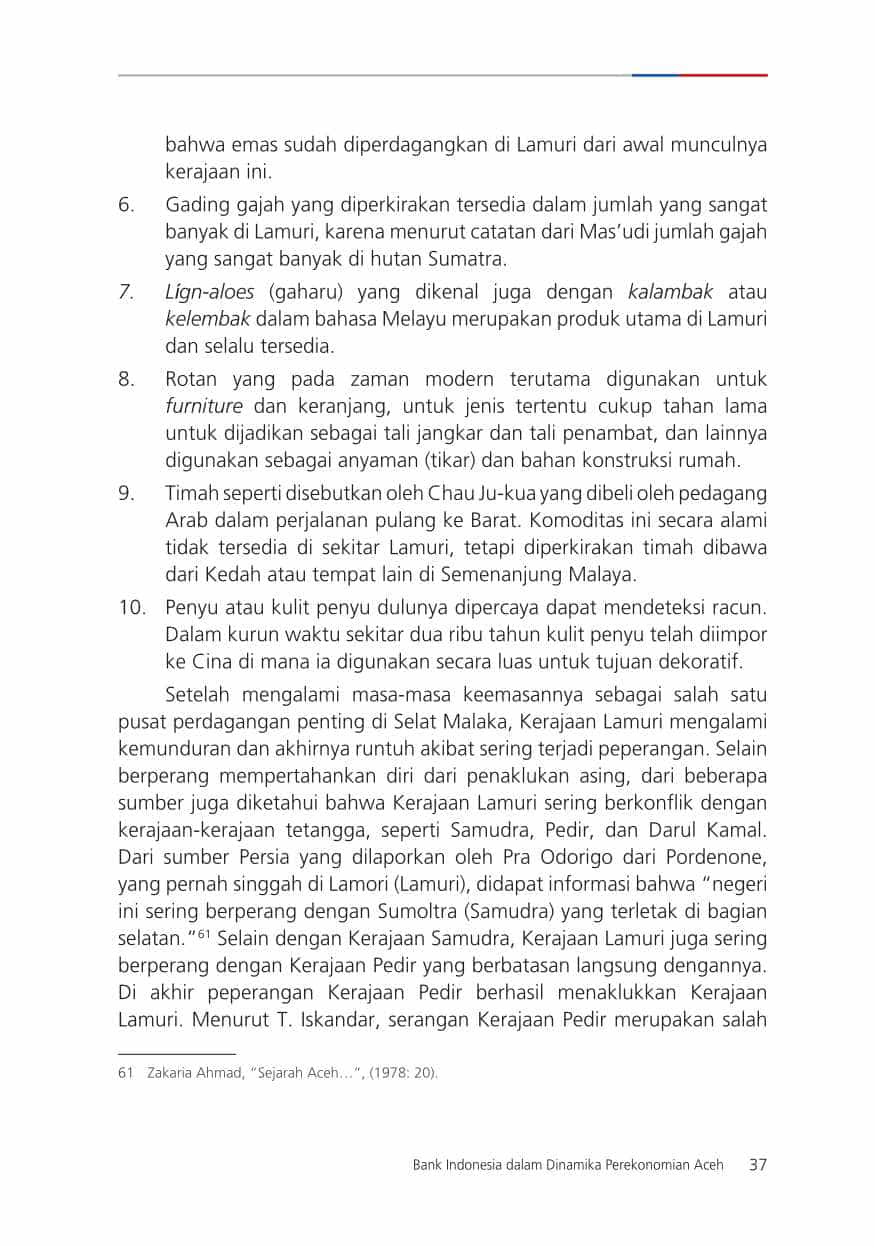 bahwa emas sudah diperdagangkan di Lamuri dari awal munculnya
kerajaan ini.
6. Gading gajah yang diperkirakan tersedia dalam jumlah yang sangat
banyak di Lamuri, karena menurut catatan dari Mas’udi jumlah gajah
yang sangat banyak di hutan Sumatra.
7. Lígn-aloes (gaharu) yang dikenal juga dengan kalambak atau
kelembak dalam bahasa Melayu merupakan produk utama di Lamuri
dan selalu tersedia.
8. Rotan yang pada zaman modern terutama digunakan untuk
furniture dan keranjang, untuk jenis tertentu cukup tahan lama
untuk dijadikan sebagai tali jangkar dan tali penambat, dan lainnya
digunakan sebagai anyaman (tikar) dan bahan konstruksi rumah.
9. Timah seperti disebutkan oleh Chau Ju-kua yang dibeli oleh pedagang
Arab dalam perjalanan pulang ke Barat. Komoditas ini secara alami
tidak tersedia di sekitar Lamuri, tetapi diperkirakan timah dibawa
dari Kedah atau tempat lain di Semenanjung Malaya.
10. Penyu atau kulit penyu dulunya dipercaya dapat mendeteksi racun.
Dalam kurun waktu sekitar dua ribu tahun kulit penyu telah diimpor
ke Cina di mana ia digunakan secara luas untuk tujuan dekoratif.
Setelah mengalami masa-masa keemasannya sebagai salah satu
pusat perdagangan penting di Selat Malaka, Kerajaan Lamuri mengalami
kemunduran dan akhirnya runtuh akibat sering terjadi peperangan. Selain
berperang mempertahankan diri dari penaklukan asing, dari beberapa
sumber juga diketahui bahwa Kerajaan Lamuri sering berkonflik dengan
kerajaan-kerajaan tetangga, seperti Samudra, Pedir, dan Darul Kamal.
Dari sumber Persia yang dilaporkan oleh Pra Odorigo dari Pordenone,
yang pernah singgah di Lamori (Lamuri), didapat informasi bahwa “negeri
ini sering berperang dengan Sumoltra (Samudra) yang terletak di bagian
selatan.”61 Selain dengan Kerajaan Samudra, Kerajaan Lamuri juga sering
berperang dengan Kerajaan Pedir yang berbatasan langsung dengannya.
Di akhir peperangan Kerajaan Pedir berhasil menaklukkan Kerajaan
Lamuri. Menurut T. Iskandar, serangan Kerajaan Pedir merupakan salah
61 Zakaria Ahmad, “Sejarah Aceh…”, (1978: 20).
Bank Indonesia dalam Dinamika Perekonomian Aceh 37